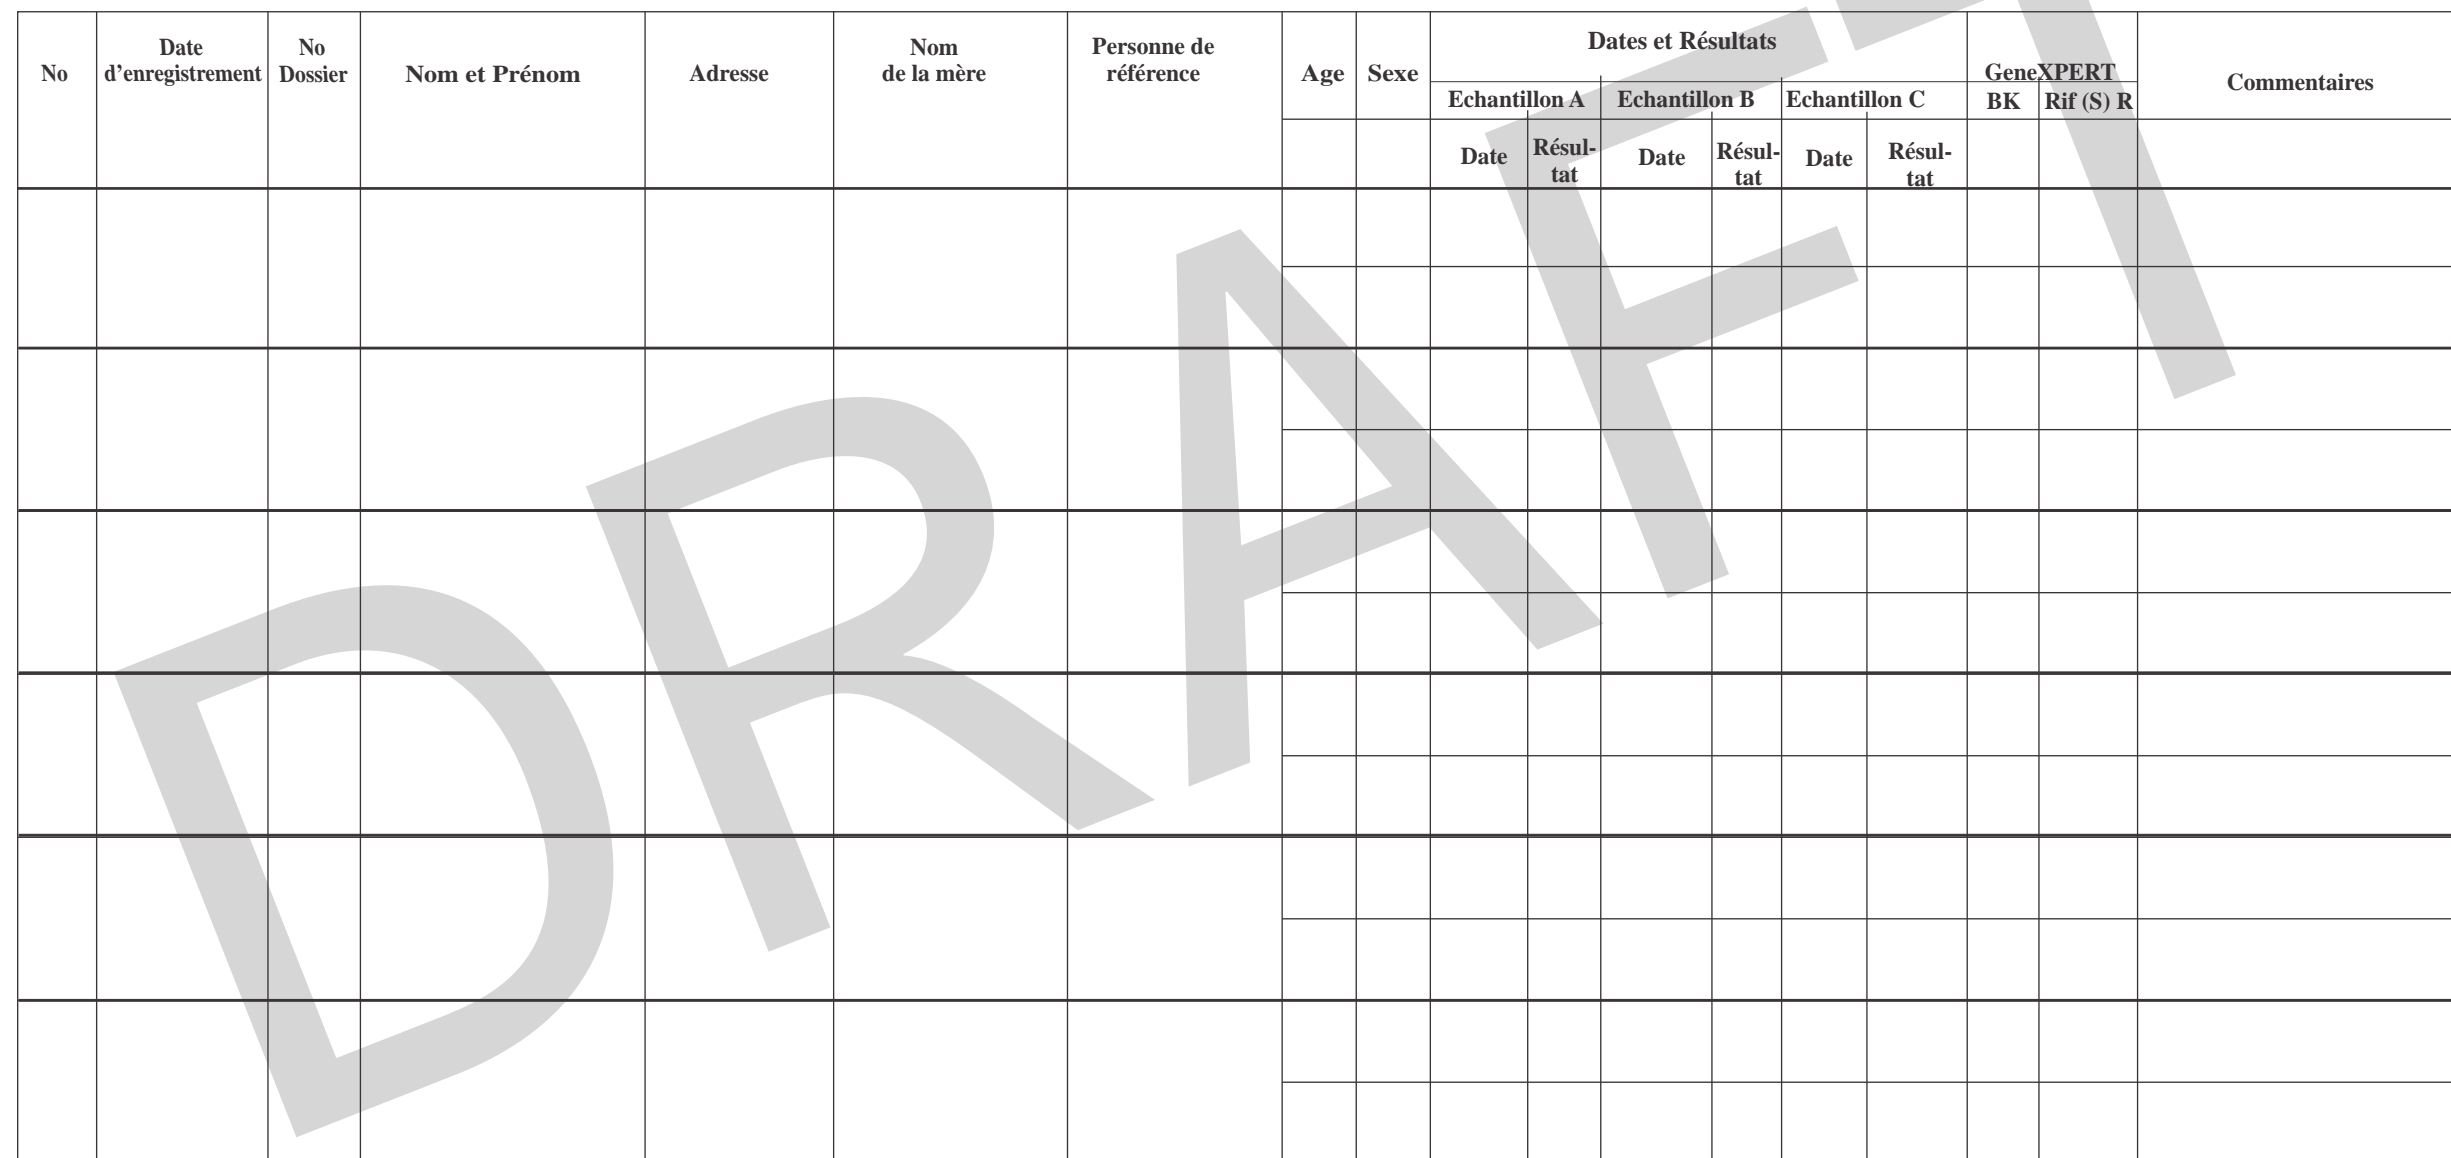 No
Date
d’enregistrement
No
Dossier
Nom et Prénom
Adresse
Nom
de la mère
Personne de
référence
Age
Sexe
Dates et Résultats
Echantillon A
Echantillon B
Echantillon C
Date
Résul-
tat
Date
Résul-
tat
Date
Résul-
tat
GeneXPERT
BK
Rif (S) R
Commentaires
DRAFT